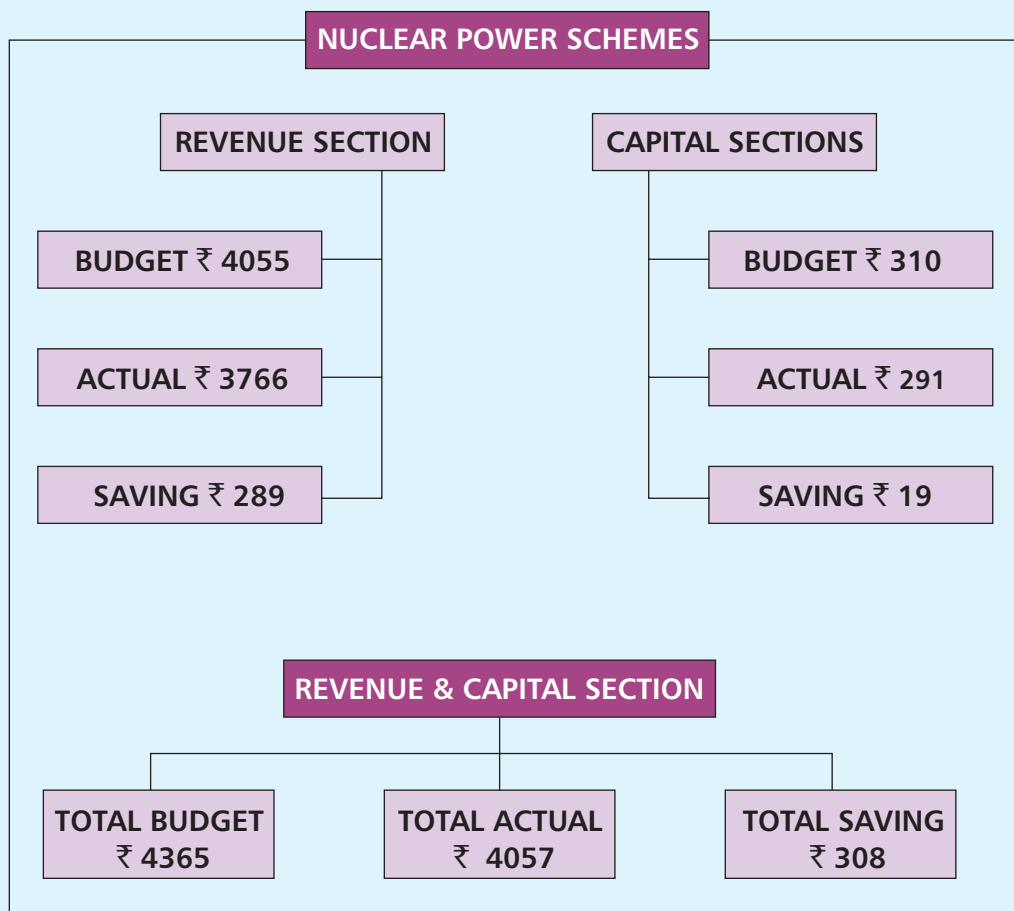 NUCLEAR POWER SCHEMES
REVENUE SECTION
BUDGET ₹ 4055
ACTUAL ₹ 3766
SAVING ₹ 289
CAPITAL SECTIONS
BUDGET ₹ 310
ACTUAL ₹ 291
SAVING ₹ 19
REVENUE & CAPITAL SECTION
TOTAL BUDGET
₹ 4365
TOTAL ACTUAL
₹ 4057
TOTAL SAVING
₹ 308